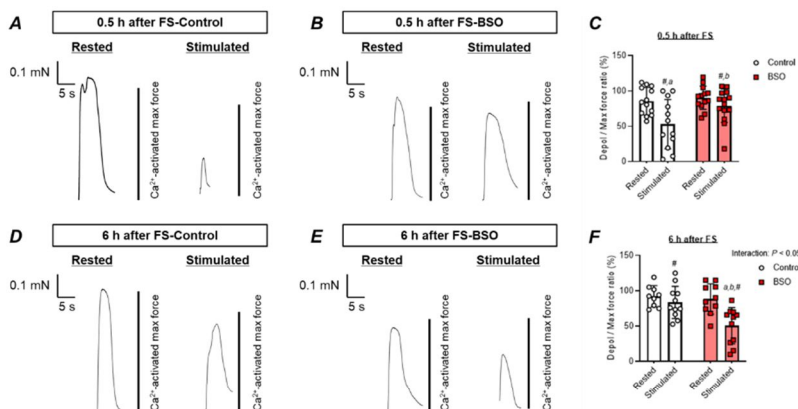 A
0.5 h after FS-Control
Rested
Stimulated
0.1 mN
5 s
Ca2+-activated max force
Ca2+-activated max force
B
0.5 h after FS-BSO
Rested
Stimulated
0.1 mN
5 s
Ca2+-activated max force
Ca2+-activated max force
C
0.5 h after FS
Control
BSO
Depol / Max force ratio (%)
150
100
50
0
#,a
#,b
Rested
Stimulated
Rested
Stimulated
D
6 h after FS-Control
Rested
Stimulated
0.1 mN
5 s
Ca2+-activated max force
Ca2+-activated max force
E
6 h after FS-BSO
Rested
Stimulated
0.1 mN
5 s
Ca2+-activated max force
Ca2+-activated max force
F
6 h after FS
Interaction: P < 0.05
Control
BSO
Depol / Max force ratio (%)
150
100
50
0
#
a,b,#
Rested
Stimulated
Rested
Stimulated